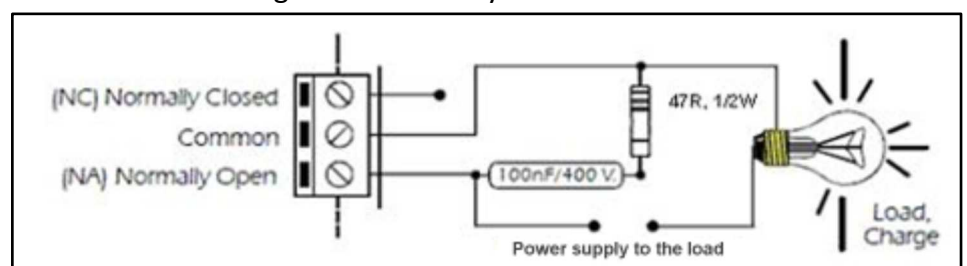 (NC) Normally Closed
Common
(NA) Normally Open
47R, 1/2W
100nF/400 V.
Power supply to the load
Load,
Charge